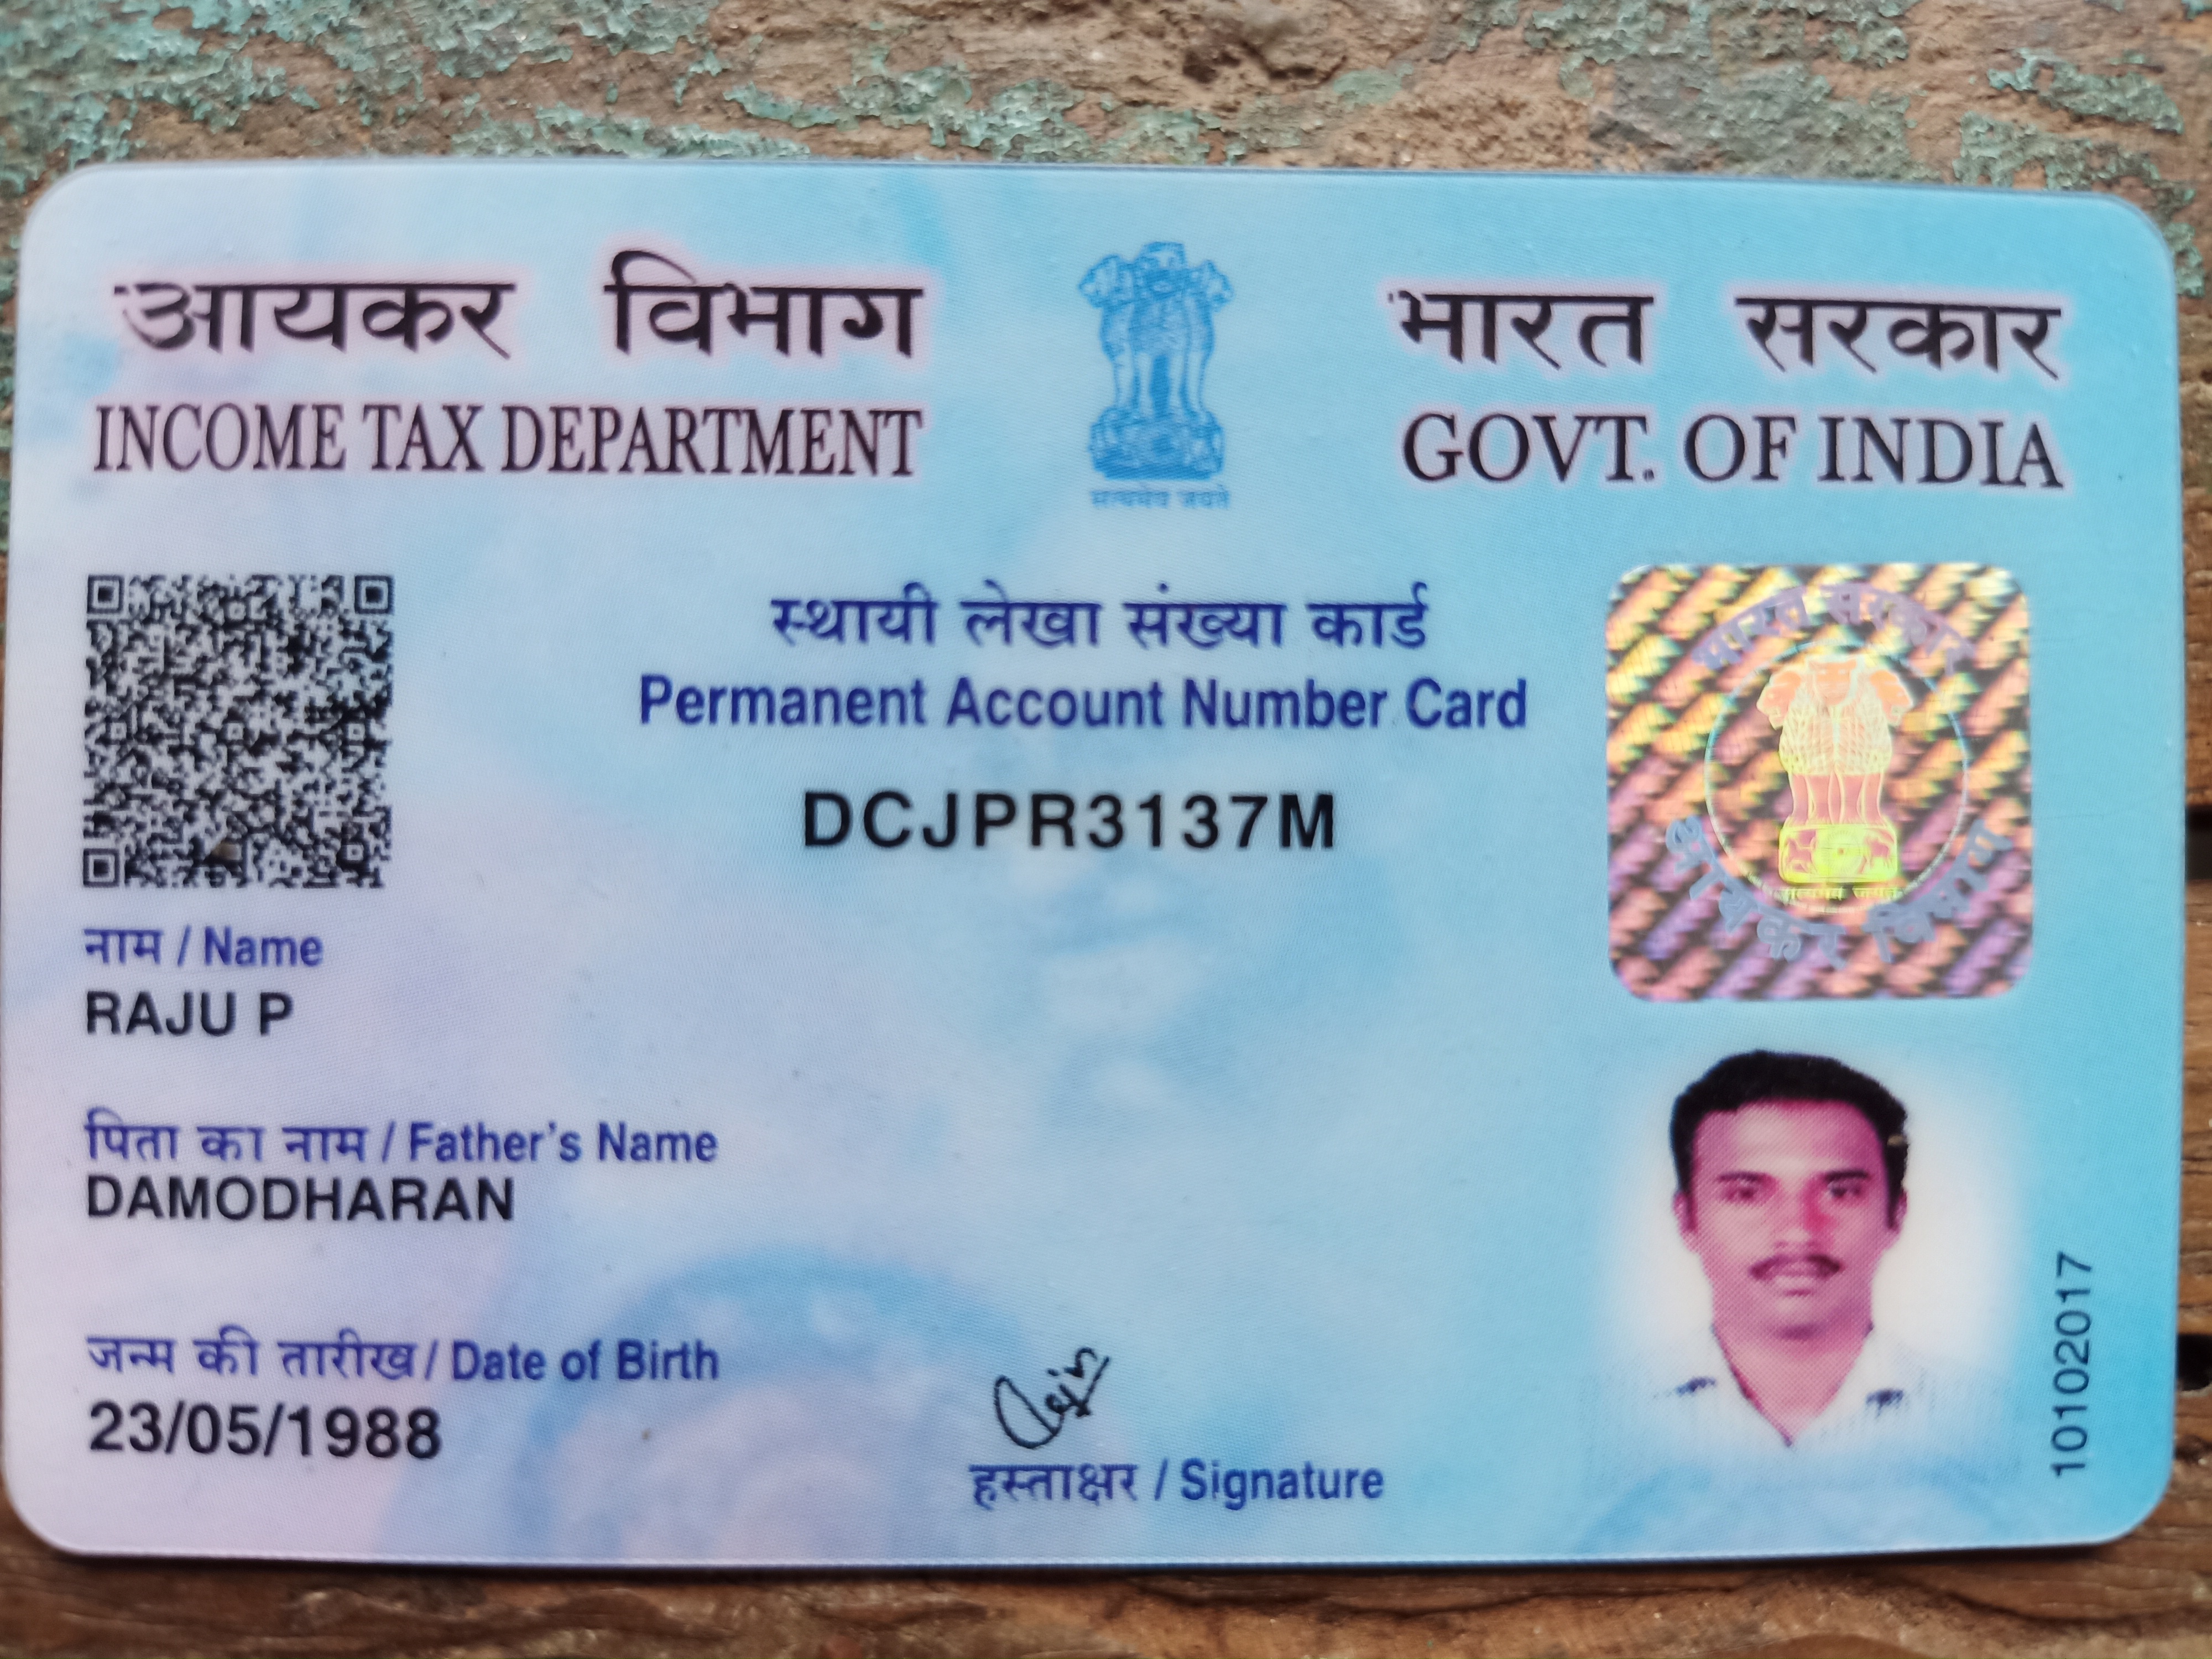 आयकर विभाग
INCOME TAX DEPARTMENT
सत्यमेव जयते
भारत सरकार
GOVT. OF INDIA
स्थायी लेखा संख्या कार्ड
Permanent Account Number Card
DCJPR3137M
भारत सरकार
सत्यमेव जयते
आयकर विभाग
नाम / Name
RAJU P
पिता का नाम / Father's Name
DAMODHARAN
जन्म की तारीख / Date of Birth
23/05/1988
Raju
हस्ताक्षर / Signature
10102017